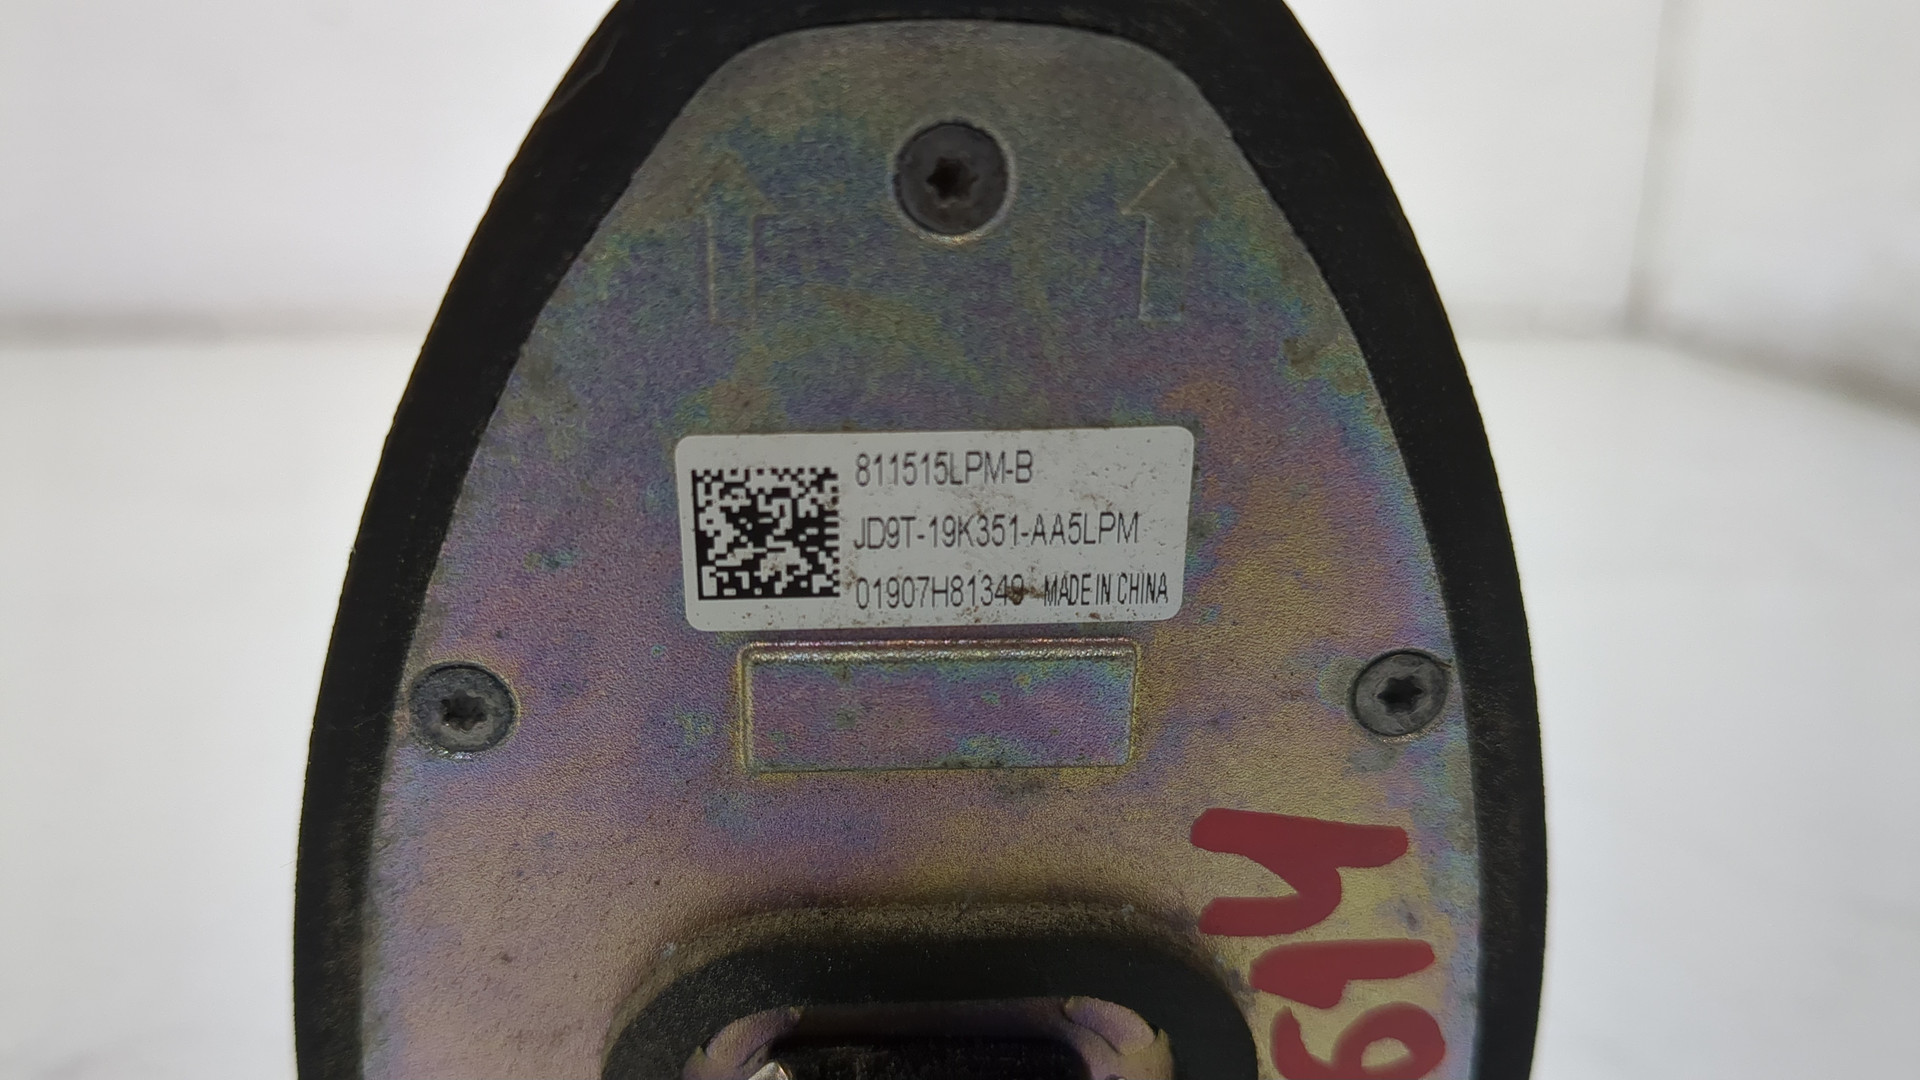 811515LPM-B
JD9T-19K351-AA5LPM
01907H81349 MADE IN CHINA